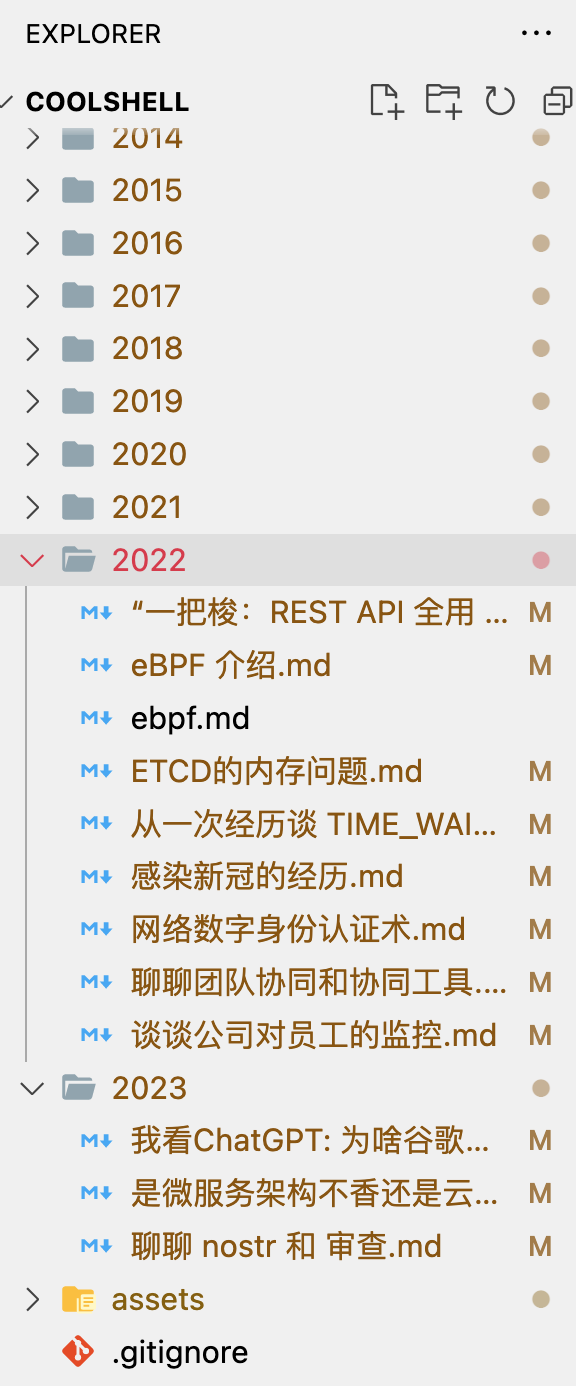 EXPLORER
COOLSHELL
2014
2015
2016
2017
2018
2019
2020
2021
2022
“一把梭：REST API 全用 ... M
eBPF 介绍.md M
ebpf.md
ETCD的内存问题.md M
从一次经历谈 TIME_WAI... M
感染新冠的经历.md M
网络数字身份认证术.md M
聊聊团队协同和协同工具.... M
谈谈公司对员工的监控.md M
2023
我看ChatGPT: 为啥谷歌... M
是微服务架构不香还是云... M
聊聊 nostr 和 审查.md M
assets
.gitignore